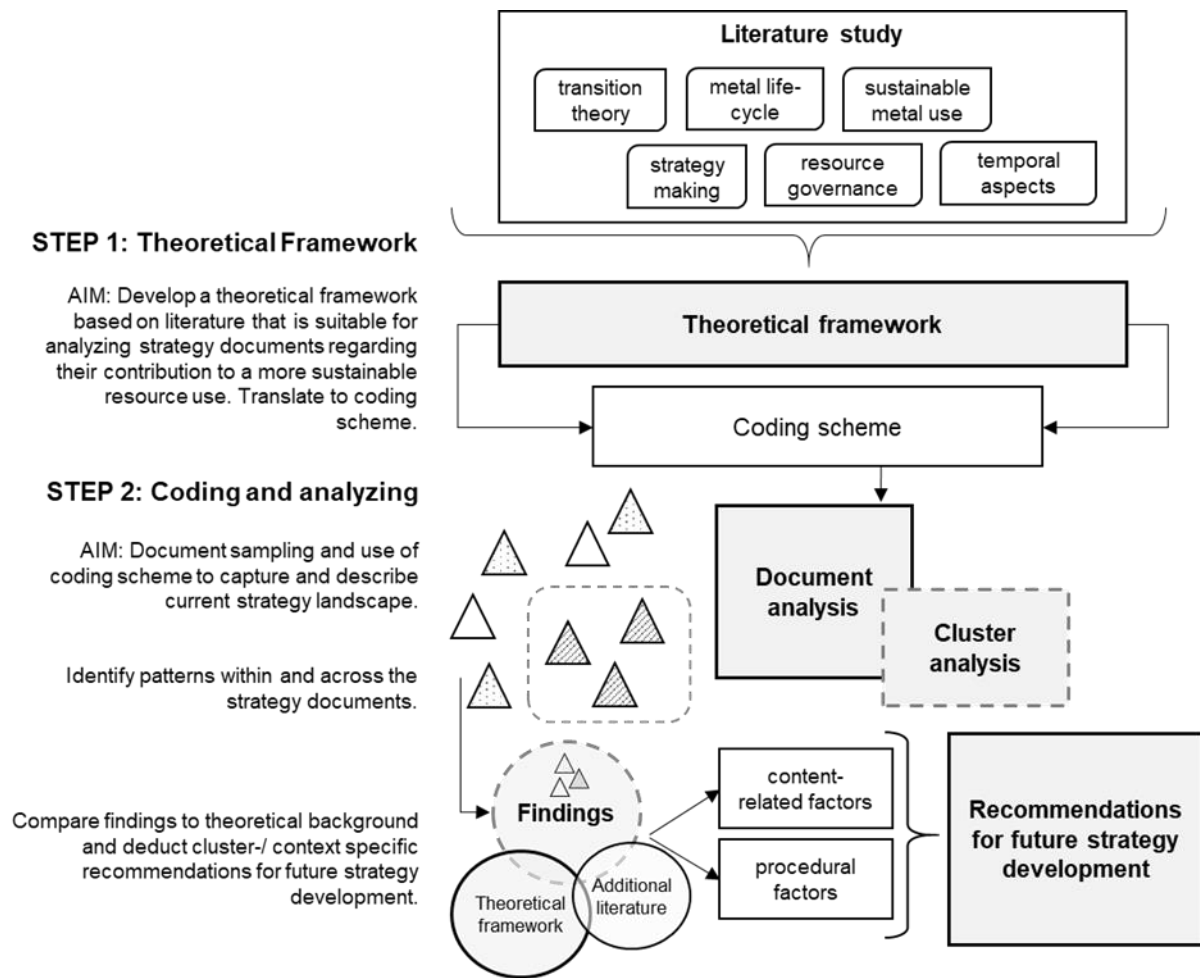 Literature study
transition
theory
metal life-
cycle
sustainable
metal use
strategy
making
resource
governance
temporal
aspects
STEP 1: Theoretical Framework
AIM: Develop a theoretical framework
based on literature that is suitable for
analyzing strategy documents regarding
their contribution to a more sustainable
resource use. Translate to coding
scheme.
Theoretical framework
Coding scheme
STEP 2: Coding and analyzing
AIM: Document sampling and use of
coding scheme to capture and describe
current strategy landscape.
Identify patterns within and across the
strategy documents.
Document
analysis
Cluster
analysis
Compare findings to theoretical background
and deduct cluster-/ context specific
recommendations for future strategy
development.
Findings
Theoretical
framework
Additional
literature
content-
related factors
procedural
factors
Recommendations
for future strategy
development